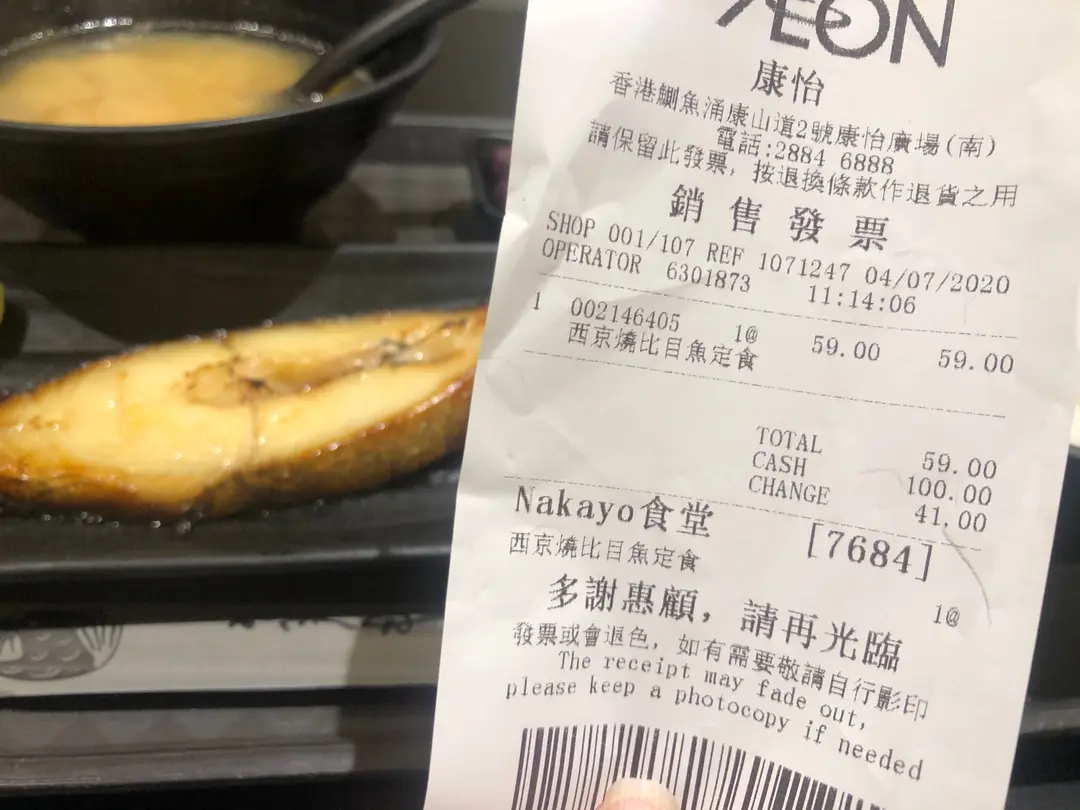 AEON
康怡
香港鰂魚涌康山道2號康怡廣場(南)
電話:2884 6888
請保留此發票，按退換條款作退貨之用
銷售發票
SHOP 001/107 REF 1071247 04/07/2020
OPERATOR 6301873 11:14:06
1 002146405 1@ 59.00 59.00
西京燒比目魚定食
TOTAL 59.00
CASH 100.00
CHANGE 41.00
Nakayo食堂 [7684]
西京燒比目魚定食 1@
多謝惠顧，請再光臨
發票或會退色，如有需要敬請自行影印
The receipt may fade out,
please keep a photocopy if needed